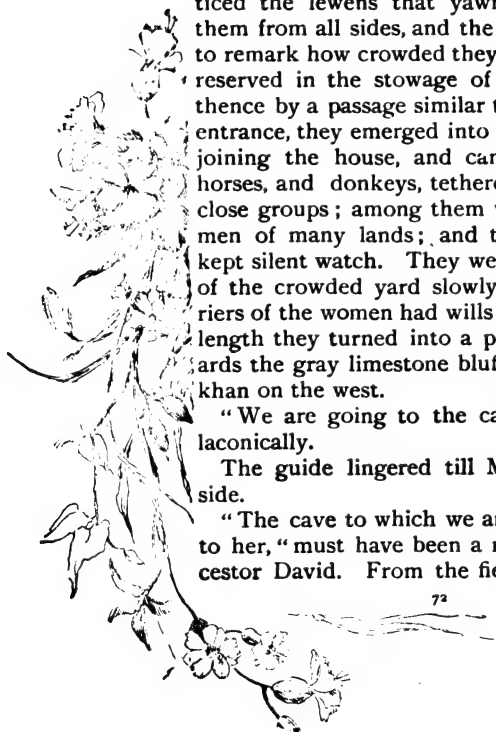 ticed the lewens that yaw
them from all sides, and the
to remark how crowded they
reserved in the stowage of
thence by a passage similar t
entrance, they emerged into
joining the house, and ca
horses, and donkeys, tethere
close groups; among them
men of many lands; and t
kept silent watch. They we
of the crowded yard slowly
riers of the women had wills
length they turned into a p
ards the gray limestone bluf
khan on the west.
"We are going to the ca
laconically.
The guide lingered till M
side.
"The cave to which we a
to her, "must have been a r
cestor David. From the fie
72